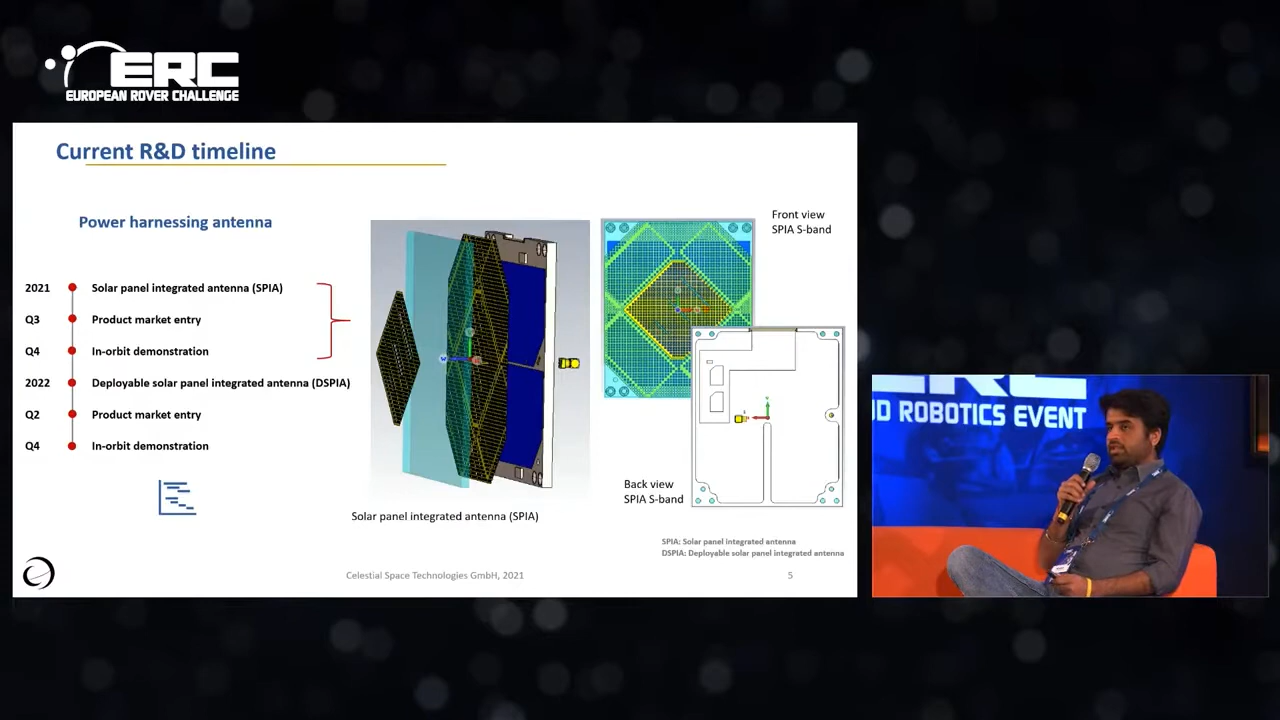 ERC
EUROPEAN ROVER CHALLENGE
Current R&D timeline
Power harnessing antenna
2021 Solar panel integrated antenna (SPIA)
Q3 Product market entry
Q4 In-orbit demonstration
2022 Deployable solar panel integrated antenna (DSPIA)
Q2 Product market entry
Q4 In-orbit demonstration
Solar panel integrated antenna (SPIA)
Front view
SPIA S-band
Back view
SPIA S-band
SPIA: Solar panel integrated antenna
DSPIA: Deployable solar panel integrated antenna
Celestial Space Technologies GmbH, 2021
5
ERC
D ROBOTICS EVENT